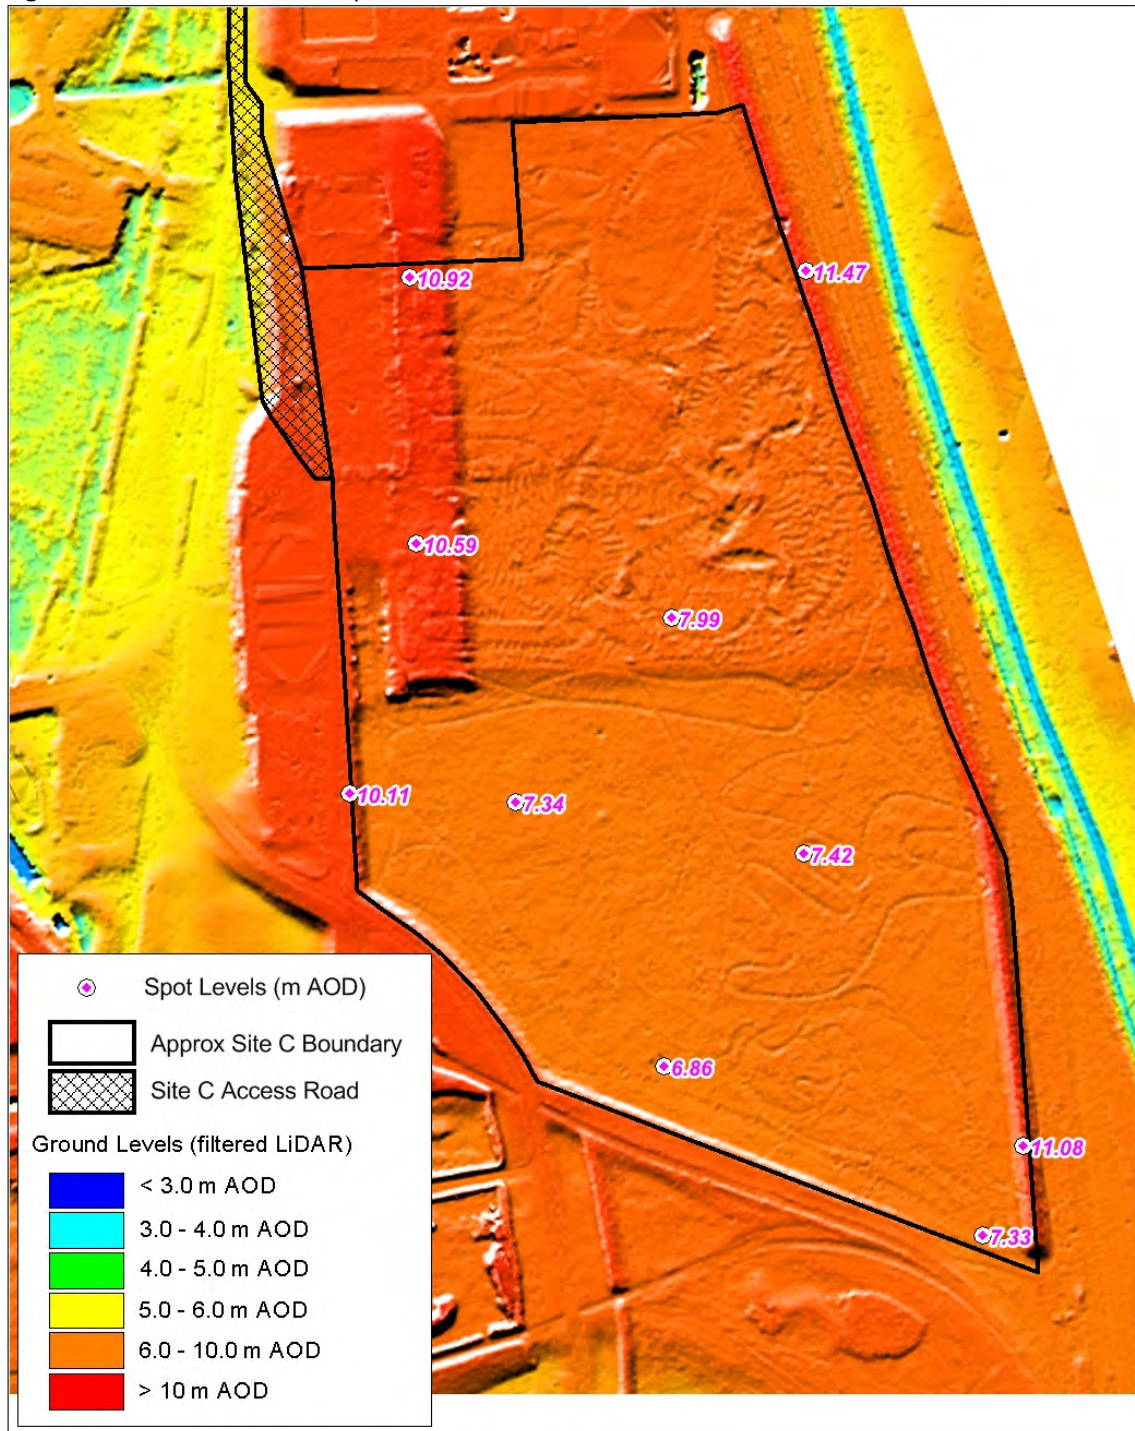 10.92
11.47
10.59
7.99
10.11
7.34
7.42
6.86
11.08
7.33
Spot Levels (m AOD)
Approx Site C Boundary
Site C Access Road
Ground Levels (filtered LiDAR)
< 3.0 m AOD
3.0 - 4.0 m AOD
4.0 - 5.0 m AOD
5.0 - 6.0 m AOD
6.0 - 10.0 m AOD
> 10 m AOD